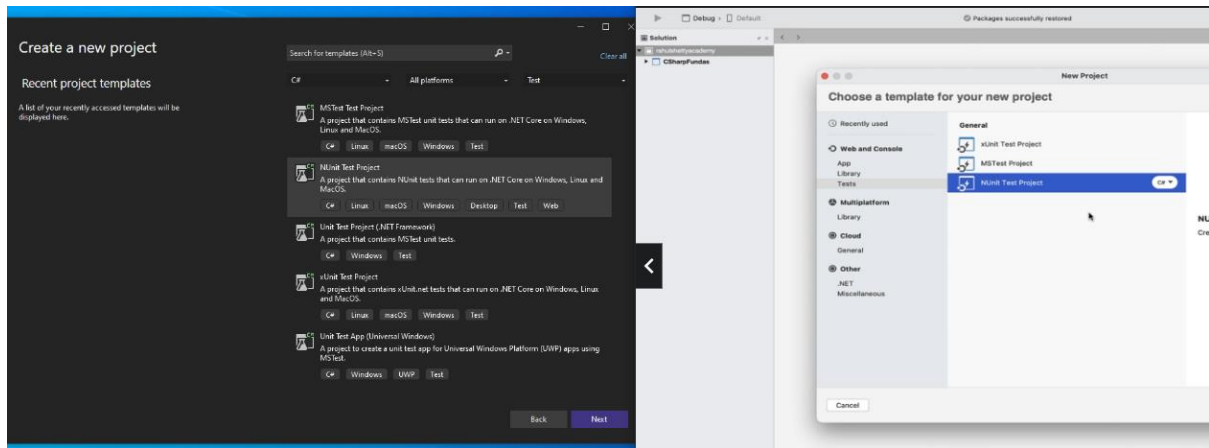 Create a new project
Recent project templates
A list of your recently accessed templates will be
displayed here.
Search for templates (Alt+S)
Clear all
C#
All platforms
Test
MSTest Test Project
A project that contains MSTest unit tests that can run on .NET Core on Windows,
Linux and MacOS.
C# Linux macOS Windows Test
NUnit Test Project
A project that contains NUnit tests that can run on .NET Core on Windows, Linux and
MacOS.
C# Linux macOS Windows Desktop Test Web
Unit Test Project (.NET Framework)
A project that contains MSTest unit tests.
C# Windows Test
xUnit Test Project
A project that contains xUnit.net tests that can run on .NET Core on Windows, Linux
and MacOS.
C# Linux macOS Windows Test
Unit Test App (Universal Windows)
A project to create a unit test app for Universal Windows Platform (UWP) apps using
MSTest.
C# Windows UWP Test
Back
Next
Debug
Default
Packages successfully restored
Solution
rahulshettyacademy
CSharpFundas
New Project
Choose a template for your new project
Recently used
Web and Console
App
Library
Tests
Multiplatform
Library
Cloud
General
Other
.NET
Miscellaneous
General
xUnit Test Project
MSTest Project
NUnit Test Project
C#
NU
Cre
Cancel